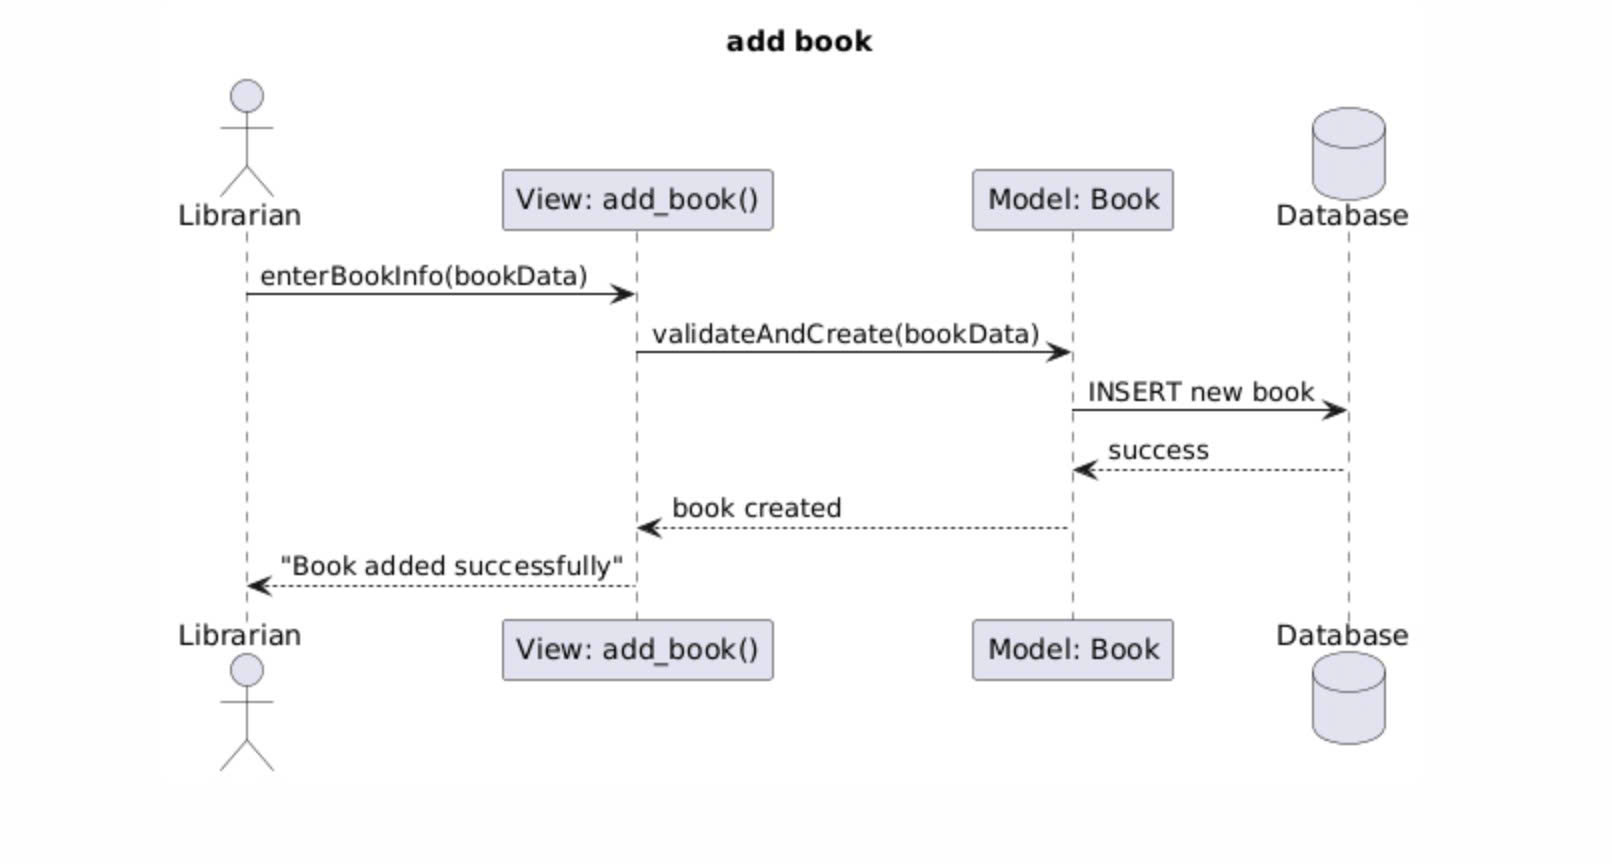 add book
Librarian
View: add_book()
Model: Book
Database
enterBookInfo(bookData)
validateAndCreate(bookData)
INSERT new book
success
book created
"Book added successfully"
Librarian
View: add_book()
Model: Book
Database